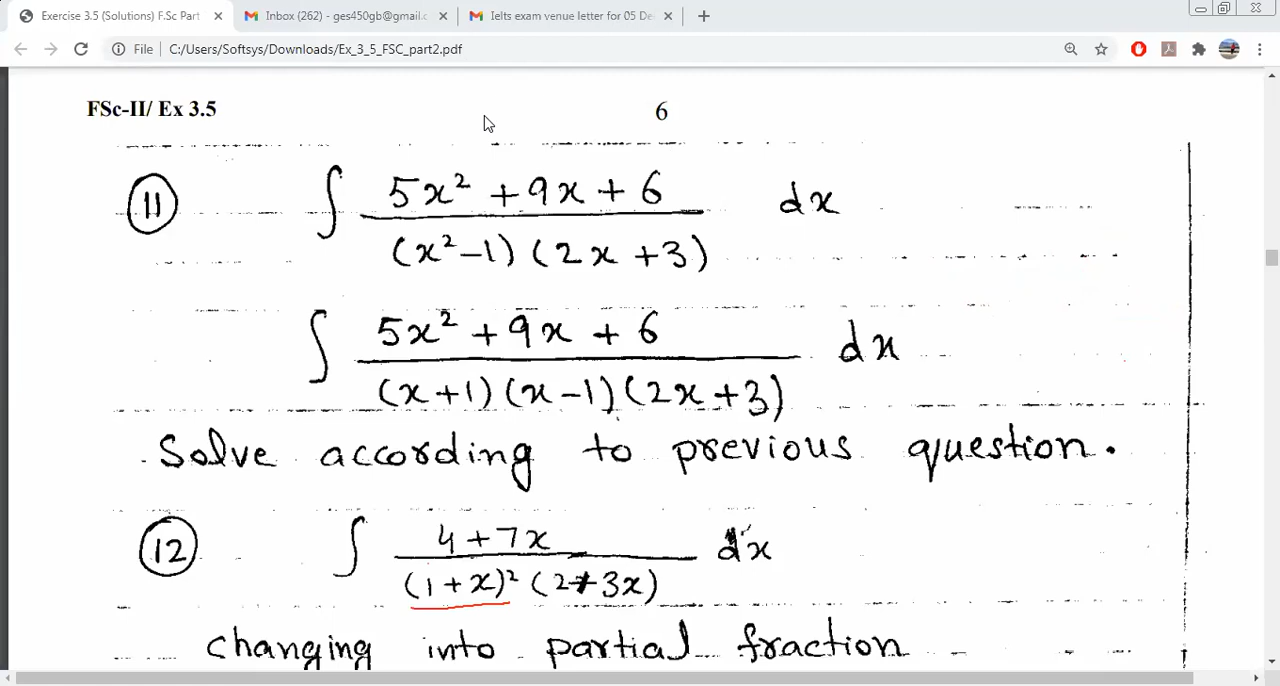 Exercise 3.5 (Solutions) F.Sc Part
Inbox (262) - ges450gb@gmail.c
Ielts exam venue letter for 05 De
File C:/Users/Softsys/Downloads/Ex_3_5_FSC_part2.pdf
FSc-II/ Ex 3.5 6
11 ∫ 5x² + 9x + 6 dx
(x² - 1) (2x + 3)
∫ 5x² + 9x + 6 dx
(x+1) (x-1) (2x+3)
Solve according to previous question.
12 ∫ 4 + 7x dx
(1 + x)² (2 + 3x)
changing into partial fraction